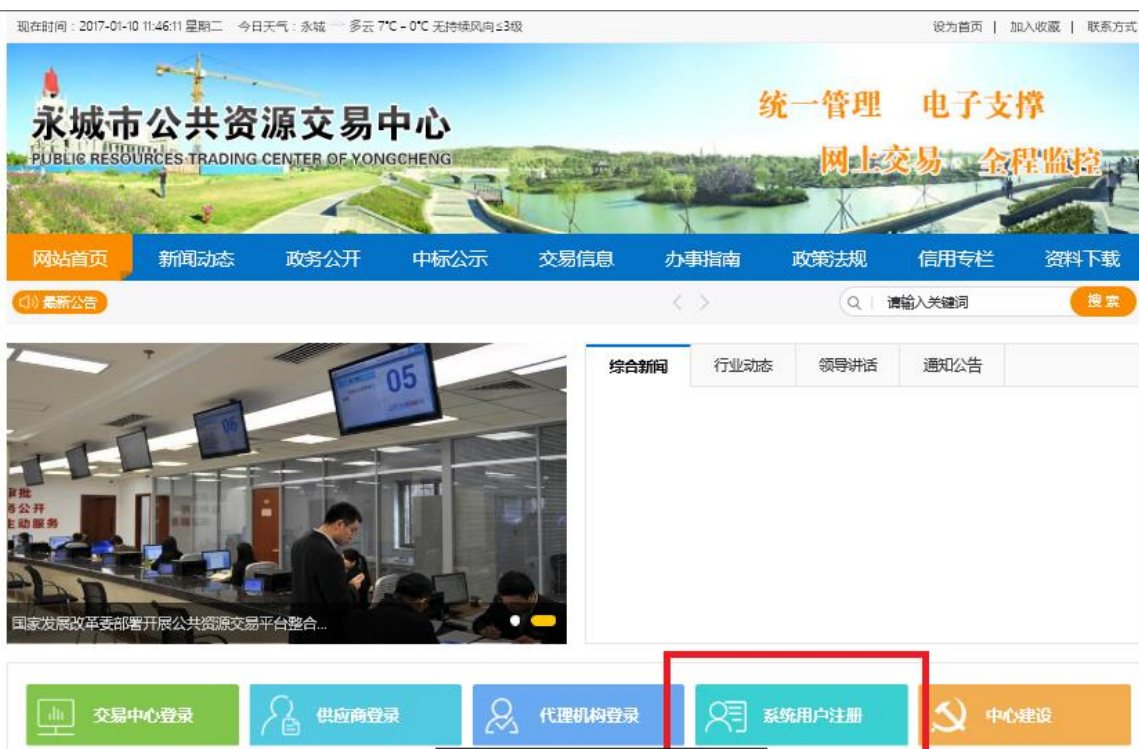 现在时间：2017-01-10 11:46:11 星期二 今日天气：永城 多云 7℃ ~ 0℃ 无持续风向≤3级 设为首页 | 加入收藏 | 联系方式
永城市公共资源交易中心
PUBLIC RESOURCES TRADING CENTER OF YONGCHENG
统一管理 电子支撑
网上交易 全程监控
网站首页 新闻动态 政务公开 中标公示 交易信息 办事指南 政策法规 信用专栏 资料下载
最新公告 < > 请输入关键词 搜索
综合新闻 行业动态 领导讲话 通知公告
05
06
审批
务公开
主动服务
国家发展改革委部署开展公共资源交易平台整合...
交易中心登录 供应商登录 代理机构登录 系统用户注册 中心建设